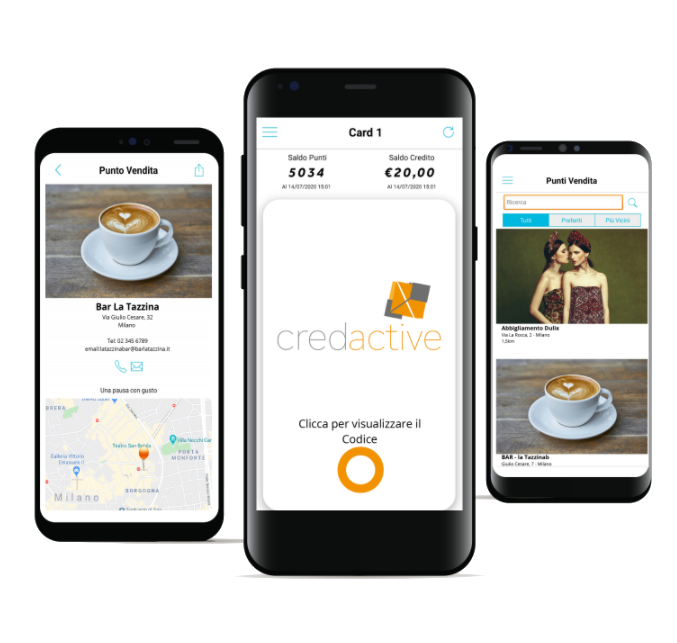 Punto Vendita
Bar La Tazzina
Via Giulio Cesare, 32
Milano
Tel: 02 345 6789
email:latazzinabar@barlatazzina.it
Una pausa con gusto
BREDA
Teatro San Babila
Villa Necchi Car
PORTA
MONFORTE
Galleria Vittorio
Emanuele II
BORGOGNA
Milano
Card 1
Saldo Punti
Saldo Credito
5034
€20,00
Al 14/07/2020 15:01
Al 14/07/2020 15:01
credactive
Clicca per visualizzare il
Codice
Punti Vendita
Ricerca
Tutti
Preferiti
Più Vicini
Abbigliamento Dulix
Via La Rocca, 2 - Milano
1,5km
BAR - la Tazzinab
Giulio Cesare, 7 - Milano